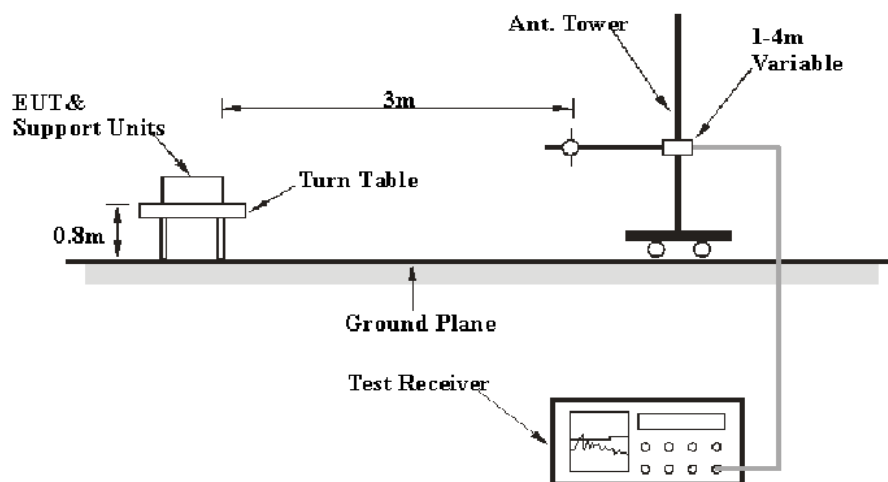 Ant. Tower
1-4m
Variable
3m
EUT&
Support Units
Turn Table
0.8m
Ground Plane
Test Receiver